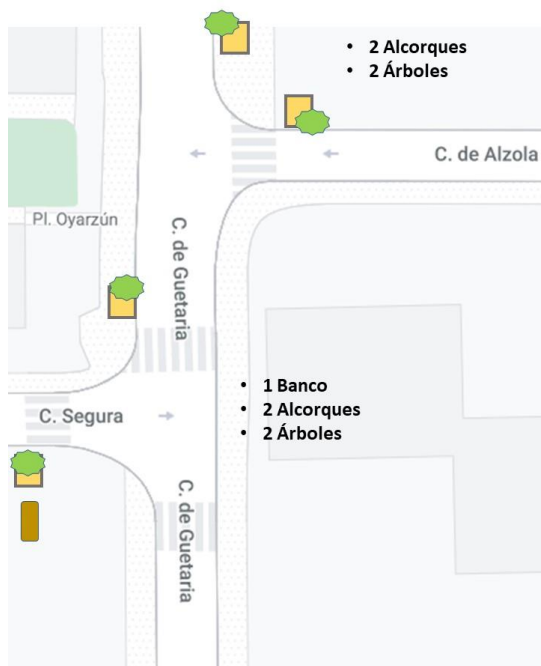 • 2 Alcorques
• 2 Árboles
C. de Alzola
Pl. Oyarzún
C. de Guetaria
• 1 Banco
• 2 Alcorques
• 2 Árboles
C. Segura
C. de Guetaria